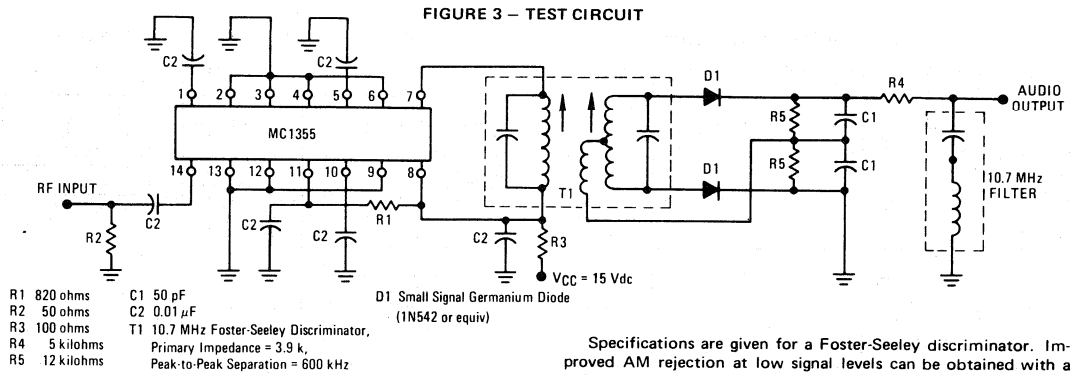 FIGURE 3 – TEST CIRCUIT
C2
C2
1 2 3 4 5 6 7
MC1355
14 13 12 11 10 9 8
RF INPUT
C2
R2
C2
C2
R1
C2
R3
VCC = 15 Vdc
T1
D1
D1
R5
R5
C1
C1
R4
AUDIO
OUTPUT
10.7 MHz
FILTER
R1 820 ohms
R2 50 ohms
R3 100 ohms
R4 5 kilohms
R5 12 kilohms
C1 50 pF
C2 0.01 μF
T1 10.7 MHz Foster-Seeley Discriminator,
Primary Impedance = 3.9 k,
Peak-to-Peak Separation = 600 kHz
D1 Small Signal Germanium Diode
(1N542 or equiv)
Specifications are given for a Foster-Seeley discriminator. Im-
proved AM rejection at low signal levels can be obtained with a